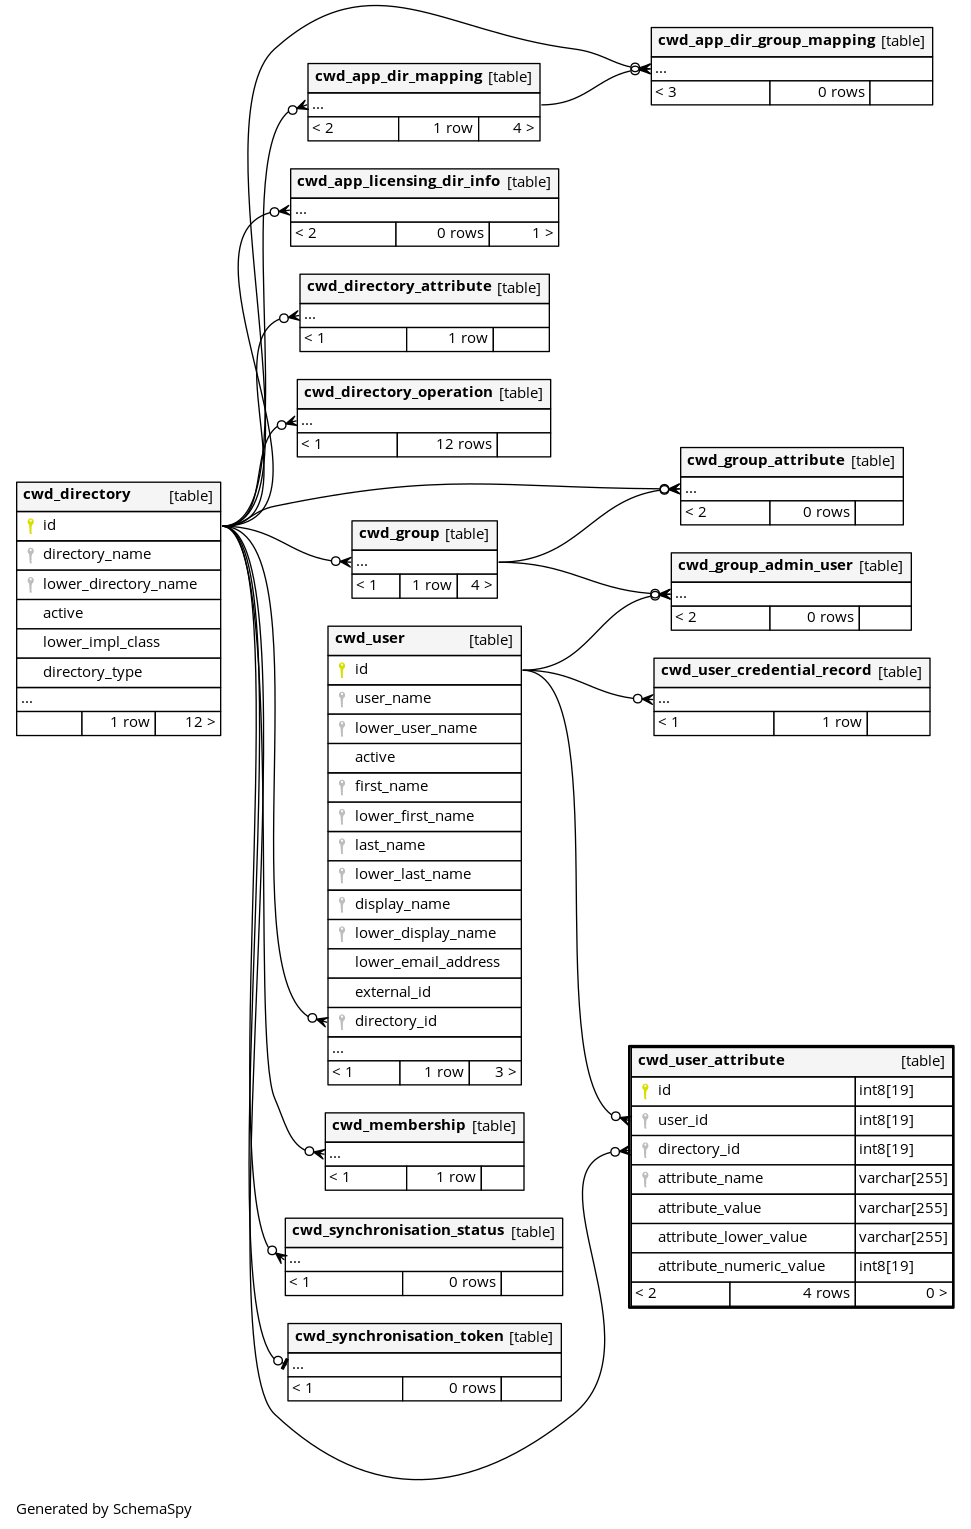 cwd_app_dir_group_mapping [table]
...
< 3 0 rows
cwd_app_dir_mapping [table]
...
< 2 1 row 4 >
cwd_app_licensing_dir_info [table]
...
< 2 0 rows 1 >
cwd_directory_attribute [table]
...
< 1 1 row
cwd_directory_operation [table]
...
< 1 12 rows
cwd_group_attribute [table]
...
< 2 0 rows
cwd_directory [table]
id
directory_name
lower_directory_name
active
lower_impl_class
directory_type
...
1 row 12 >
cwd_group [table]
...
< 1 1 row 4 >
cwd_group_admin_user [table]
...
< 2 0 rows
cwd_user [table]
id
user_name
lower_user_name
active
first_name
lower_first_name
last_name
lower_last_name
display_name
lower_display_name
lower_email_address
external_id
directory_id
...
< 1 1 row 3 >
cwd_user_credential_record [table]
...
< 1 1 row
cwd_user_attribute [table]
id int8[19]
user_id int8[19]
directory_id int8[19]
attribute_name varchar[255]
attribute_value varchar[255]
attribute_lower_value varchar[255]
attribute_numeric_value int8[19]
< 2 4 rows 0 >
cwd_membership [table]
...
< 1 1 row
cwd_synchronisation_status [table]
...
< 1 0 rows
cwd_synchronisation_token [table]
...
< 1 0 rows
Generated by SchemaSpy